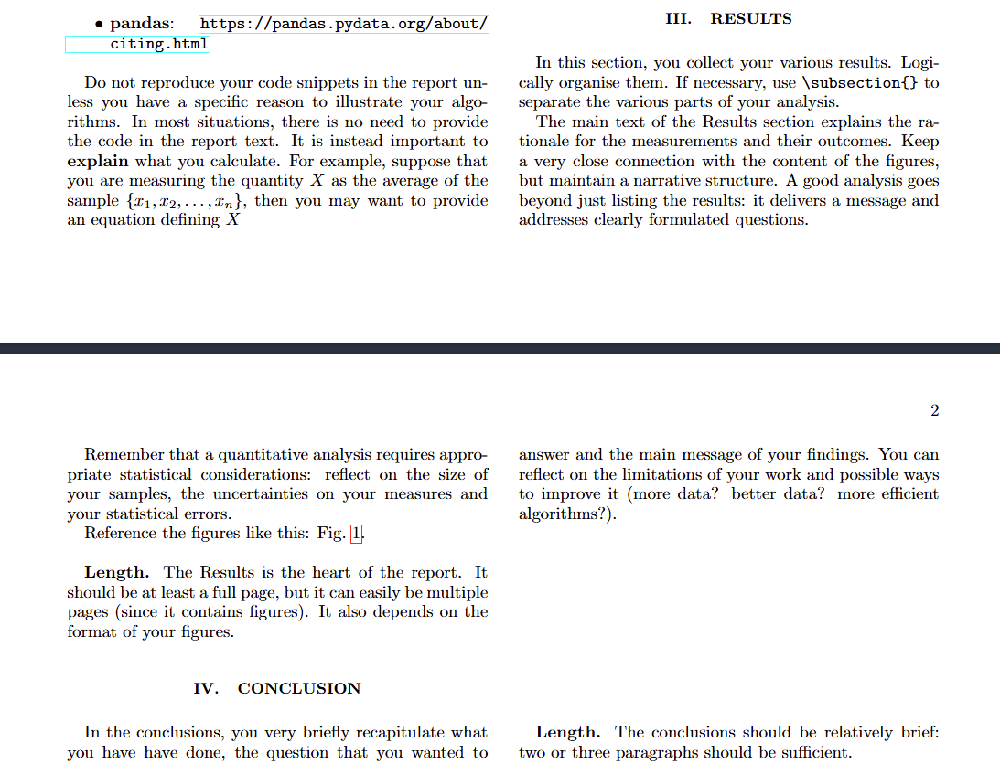 • pandas: https://pandas.pydata.org/about/
citing.html
Do not reproduce your code snippets in the report un-
less you have a specific reason to illustrate your algo-
rithms. In most situations, there is no need to provide
the code in the report text. It is instead important to
explain what you calculate. For example, suppose that
you are measuring the quantity X as the average of the
sample {x₁, x₂, . . . , xₙ}, then you may want to provide
an equation defining X
III. RESULTS
In this section, you collect your various results. Logi-
cally organise them. If necessary, use \subsection{} to
separate the various parts of your analysis.
The main text of the Results section explains the ra-
tionale for the measurements and their outcomes. Keep
a very close connection with the content of the figures,
but maintain a narrative structure. A good analysis goes
beyond just listing the results: it delivers a message and
addresses clearly formulated questions.
2
Remember that a quantitative analysis requires appro-
priate statistical considerations: reflect on the size of
your samples, the uncertainties on your measures and
your statistical errors.
Reference the figures like this: Fig. 1.
Length. The Results is the heart of the report. It
should be at least a full page, but it can easily be multiple
pages (since it contains figures). It also depends on the
format of your figures.
IV. CONCLUSION
In the conclusions, you very briefly recapitulate what
you have have done, the question that you wanted to
answer and the main message of your findings. You can
reflect on the limitations of your work and possible ways
to improve it (more data? better data? more efficient
algorithms?).
Length. The conclusions should be relatively brief:
two or three paragraphs should be sufficient.